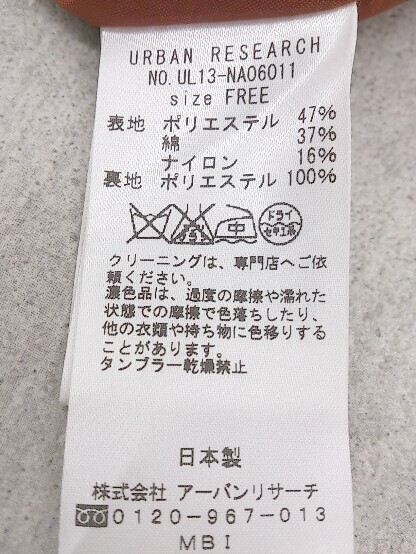 URBAN RESEARCH
NO. UL13-NA06011
size FREE
表地 ポリエステル 47%
綿 37%
ナイロン 16%
裏地 ポリエステル 100%
中 ドライ
セキユ系
クリーニングは、専門店へご依
頼ください。
濃色品は、過度の摩擦や濡れた
状態での摩擦で色落ちしたり、
他の衣類や持ち物に色移りする
ことがあります。
タンブラー乾燥禁止
日本製
株式会社 アーバンリサーチ
0120-967-013
MBI